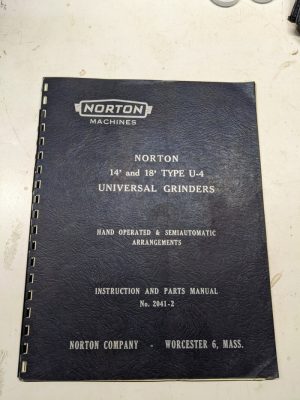 NORTON
MACHINES
NORTON
14" and 18" TYPE U-4
UNIVERSAL GRINDERS
HAND OPERATED & SEMIAUTOMATIC
ARRANGEMENTS
INSTRUCTION AND PARTS MANUAL
No. 2041-2
NORTON COMPANY - WORCESTER 6, MASS.